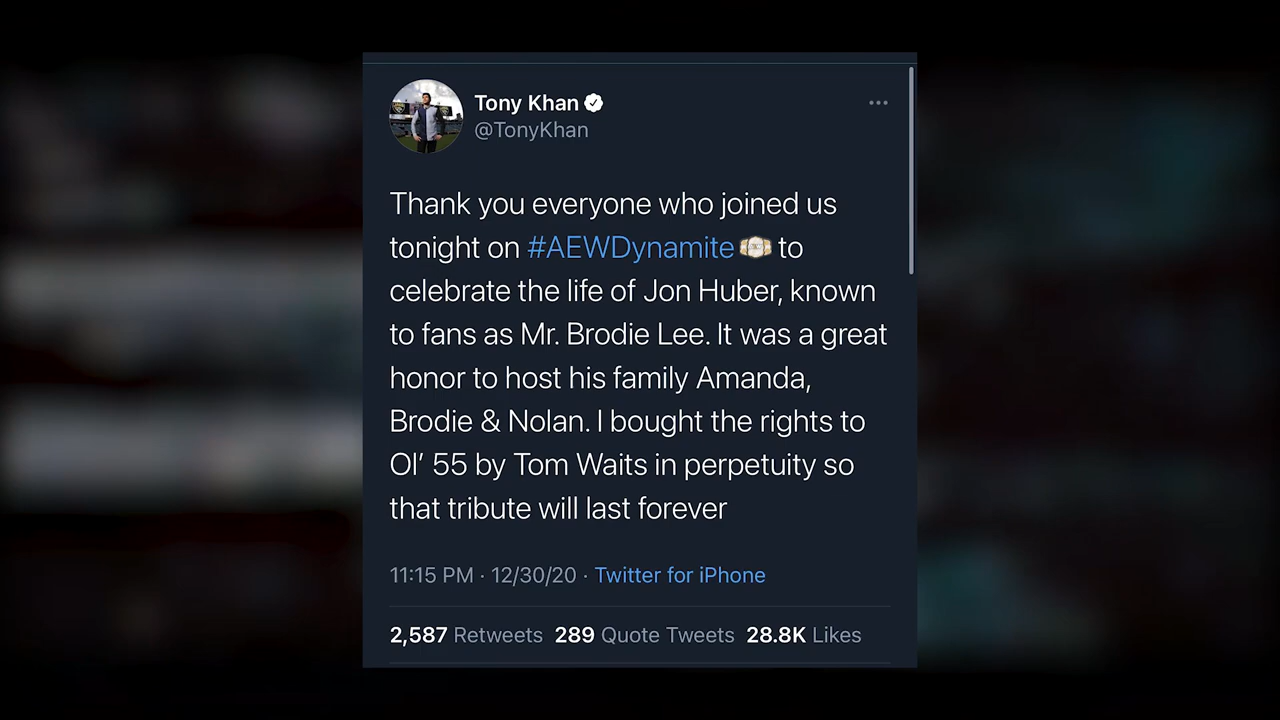 Tony Khan
@TonyKhan
Thank you everyone who joined us
tonight on #AEWDynamite to
celebrate the life of Jon Huber, known
to fans as Mr. Brodie Lee. It was a great
honor to host his family Amanda,
Brodie & Nolan. I bought the rights to
Ol' 55 by Tom Waits in perpetuity so
that tribute will last forever
11:15 PM · 12/30/20 · Twitter for iPhone
2,587 Retweets 289 Quote Tweets 28.8K Likes